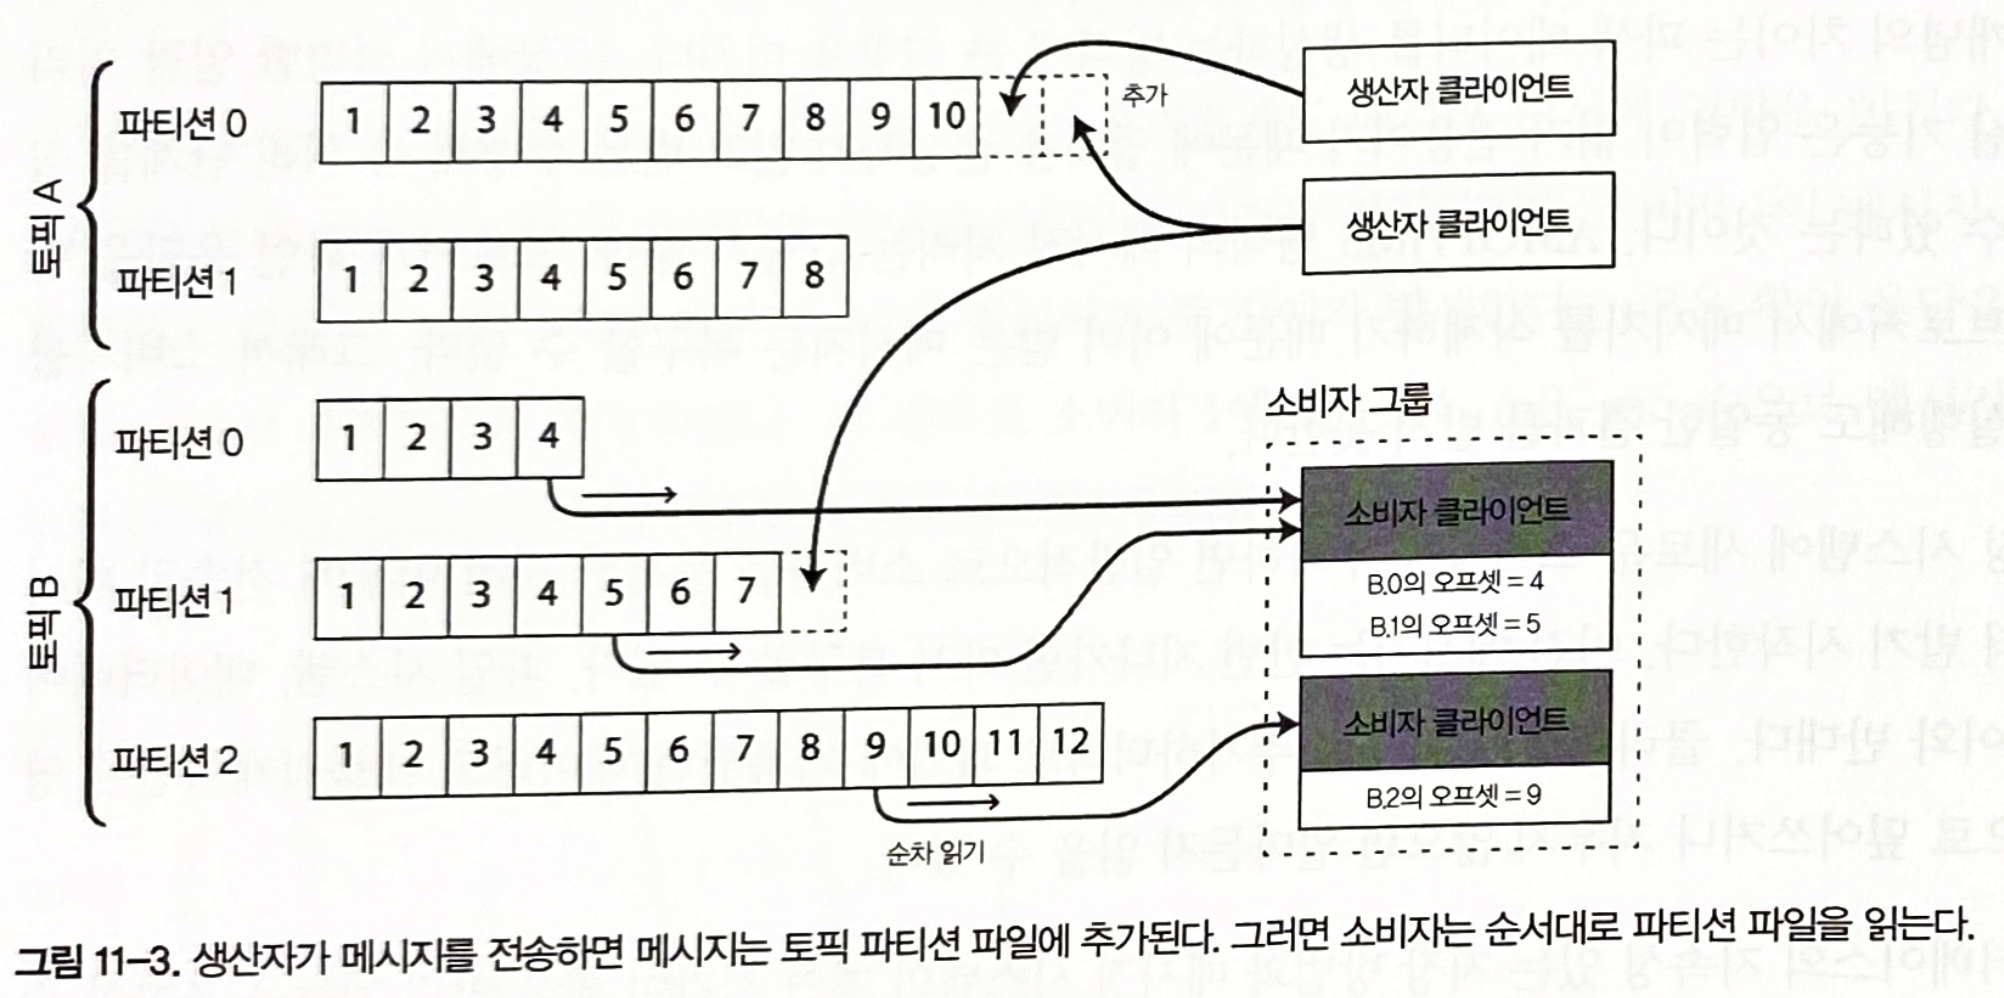 토픽 A
파티션 0
1 2 3 4 5 6 7 8 9 10
추가
생산자 클라이언트
생산자 클라이언트
파티션 1
1 2 3 4 5 6 7 8
토픽 B
파티션 0
1 2 3 4
파티션 1
1 2 3 4 5 6 7
파티션 2
1 2 3 4 5 6 7 8 9 10 11 12
순차 읽기
소비자 그룹
소비자 클라이언트
B.0의 오프셋 = 4
B.1의 오프셋 = 5
소비자 클라이언트
B.2의 오프셋 = 9
그림 11-3. 생산자가 메시지를 전송하면 메시지는 토픽 파티션 파일에 추가된다. 그러면 소비자는 순서대로 파티션 파일을 읽는다.